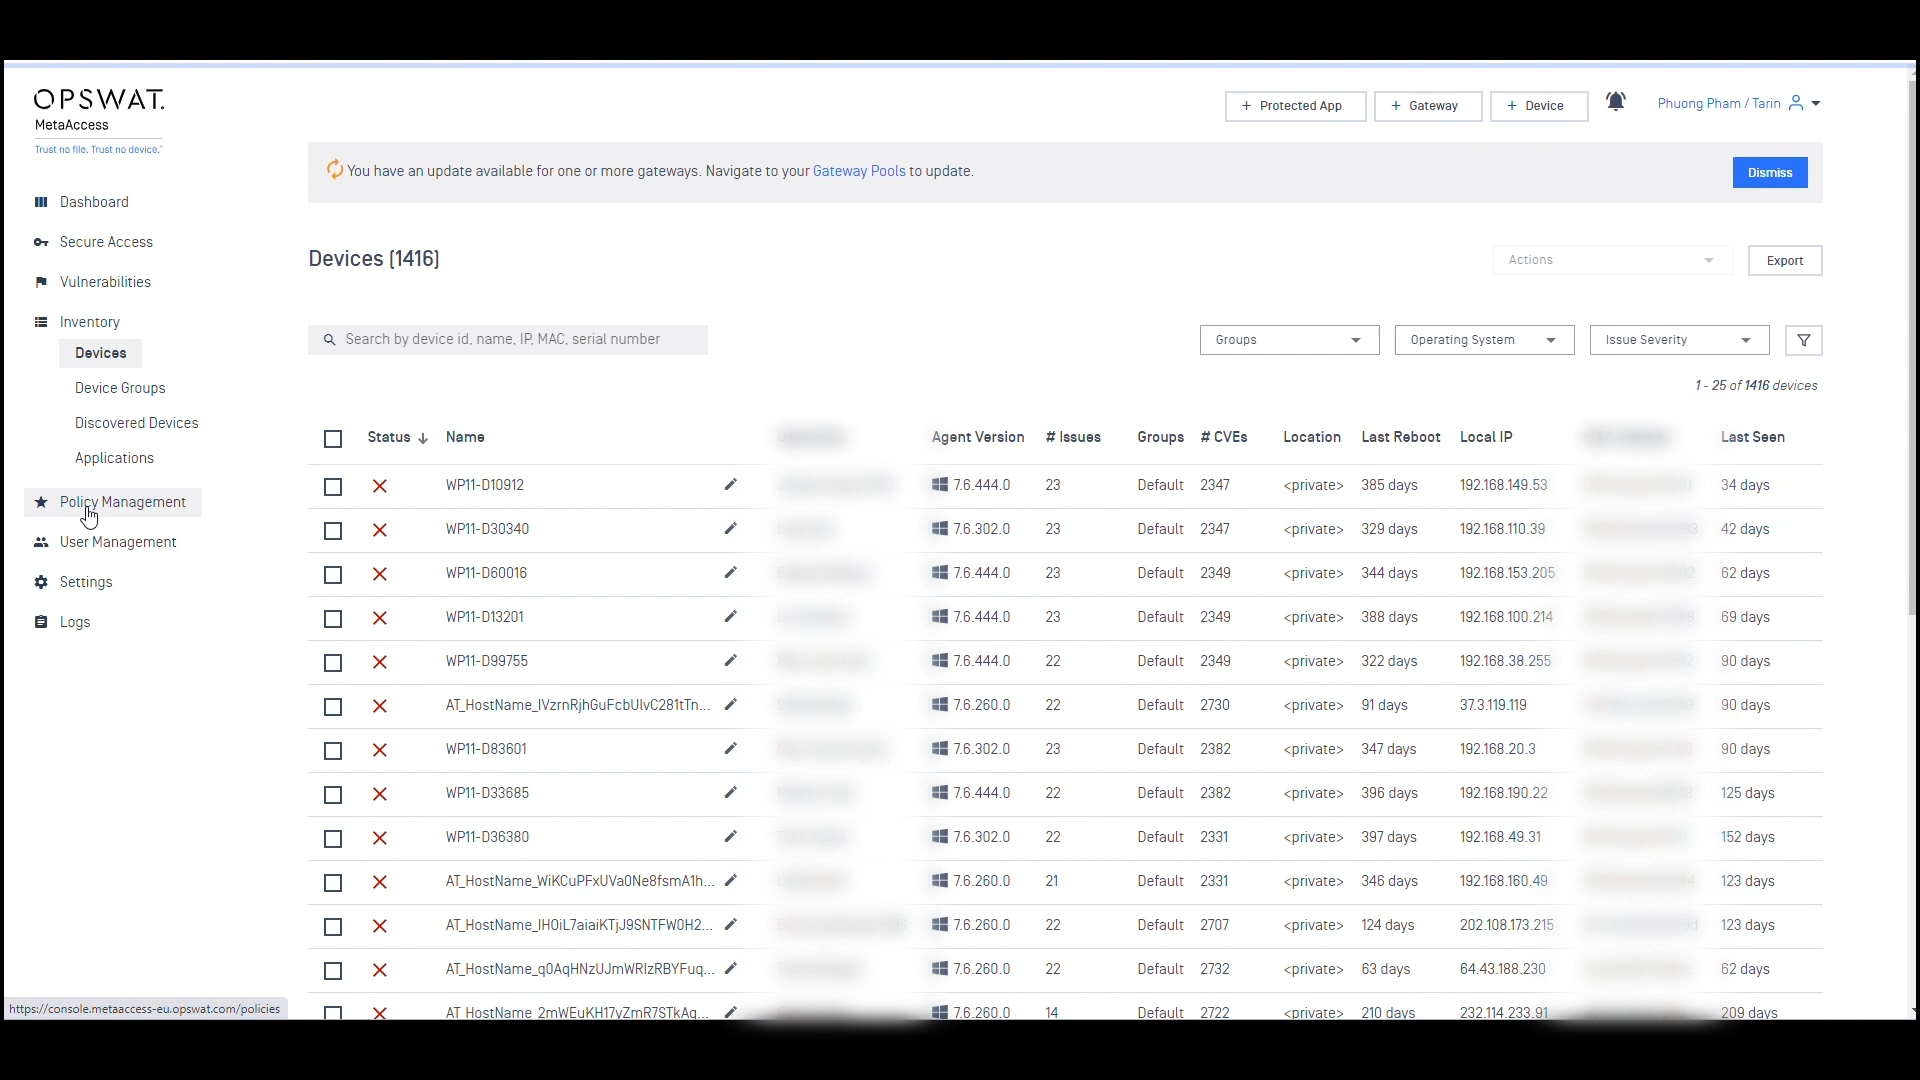 OPSWAT.
MetaAccess
Trust no file. Trust no device.™
+ Protected App
+ Gateway
+ Device
Phuong Pham / Tarin
You have an update available for one or more gateways. Navigate to your Gateway Pools to update.
Dismiss
Dashboard
Secure Access
Vulnerabilities
Inventory
Devices
Device Groups
Discovered Devices
Applications
Policy Management
User Management
Settings
Logs
Devices (1416)
Actions
Export
Search by device id, name, IP, MAC, serial number
Groups
Operating System
Issue Severity
1 - 25 of 1416 devices
Status Name Agent Version # Issues Groups # CVEs Location Last Reboot Local IP Last Seen
WP11-D10912 7.6.444.0 23 Default 2347 <private> 385 days 192.168.149.53 34 days
WP11-D30340 7.6.302.0 23 Default 2347 <private> 329 days 192.168.110.39 42 days
WP11-D60016 7.6.444.0 23 Default 2349 <private> 344 days 192.168.153.205 62 days
WP11-D13201 7.6.444.0 23 Default 2349 <private> 388 days 192.168.100.214 69 days
WP11-D99755 7.6.444.0 22 Default 2349 <private> 322 days 192.168.38.255 90 days
AT_HostName_IVzrnRjhGuFcbUlvC281tTn... 7.6.260.0 22 Default 2730 <private> 91 days 37.3.119.119 90 days
WP11-D83601 7.6.302.0 23 Default 2382 <private> 347 days 192.168.20.3 90 days
WP11-D33685 7.6.444.0 22 Default 2382 <private> 396 days 192.168.190.22 125 days
WP11-D36380 7.6.302.0 22 Default 2331 <private> 397 days 192.168.49.31 152 days
AT_HostName_WiKCuPFxUVa0Ne8fsmA1h... 7.6.260.0 21 Default 2331 <private> 346 days 192.168.160.49 123 days
AT_HostName_IHOiL7aiaiKTjJ9SNTFW0H2... 7.6.260.0 22 Default 2707 <private> 124 days 202.108.173.215 123 days
AT_HostName_q0AqHNzUJmWRIzRBYFuq... 7.6.260.0 22 Default 2732 <private> 63 days 64.43.188.230 62 days
AT_HostName_2mWEuKH17yZmR7STkAq... 7.6.260.0 14 Default 2722 <private> 210 days 232.114.233.91 209 days
https://console.metaaccess-eu.opswat.com/policies